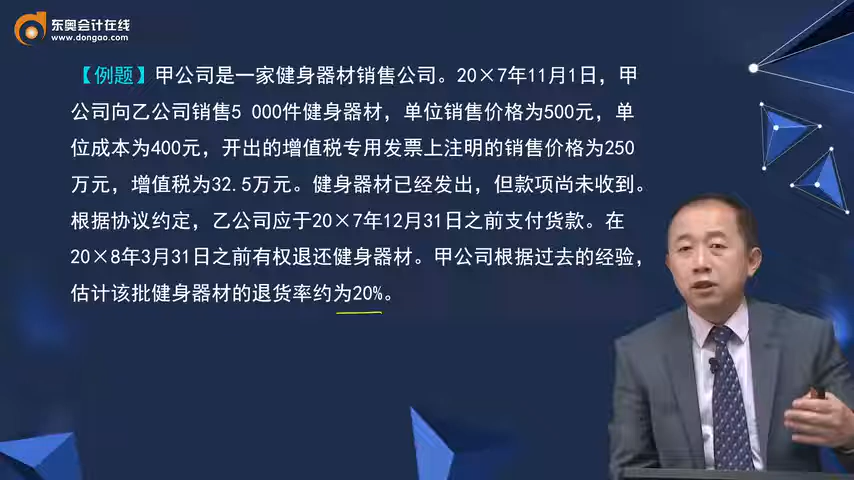 东奥会计在线
www.dongao.com
【例题】甲公司是一家健身器材销售公司。20×7年11月1日，甲
公司向乙公司销售5 000件健身器材，单位销售价格为500元，单
位成本为400元，开出的增值税专用发票上注明的销售价格为250
万元，增值税为32.5万元。健身器材已经发出，但款项尚未收到。
根据协议约定，乙公司应于20×7年12月31日之前支付货款。在
20×8年3月31日之前有权退还健身器材。甲公司根据过去的经验，
估计该批健身器材的退货率约为20%。